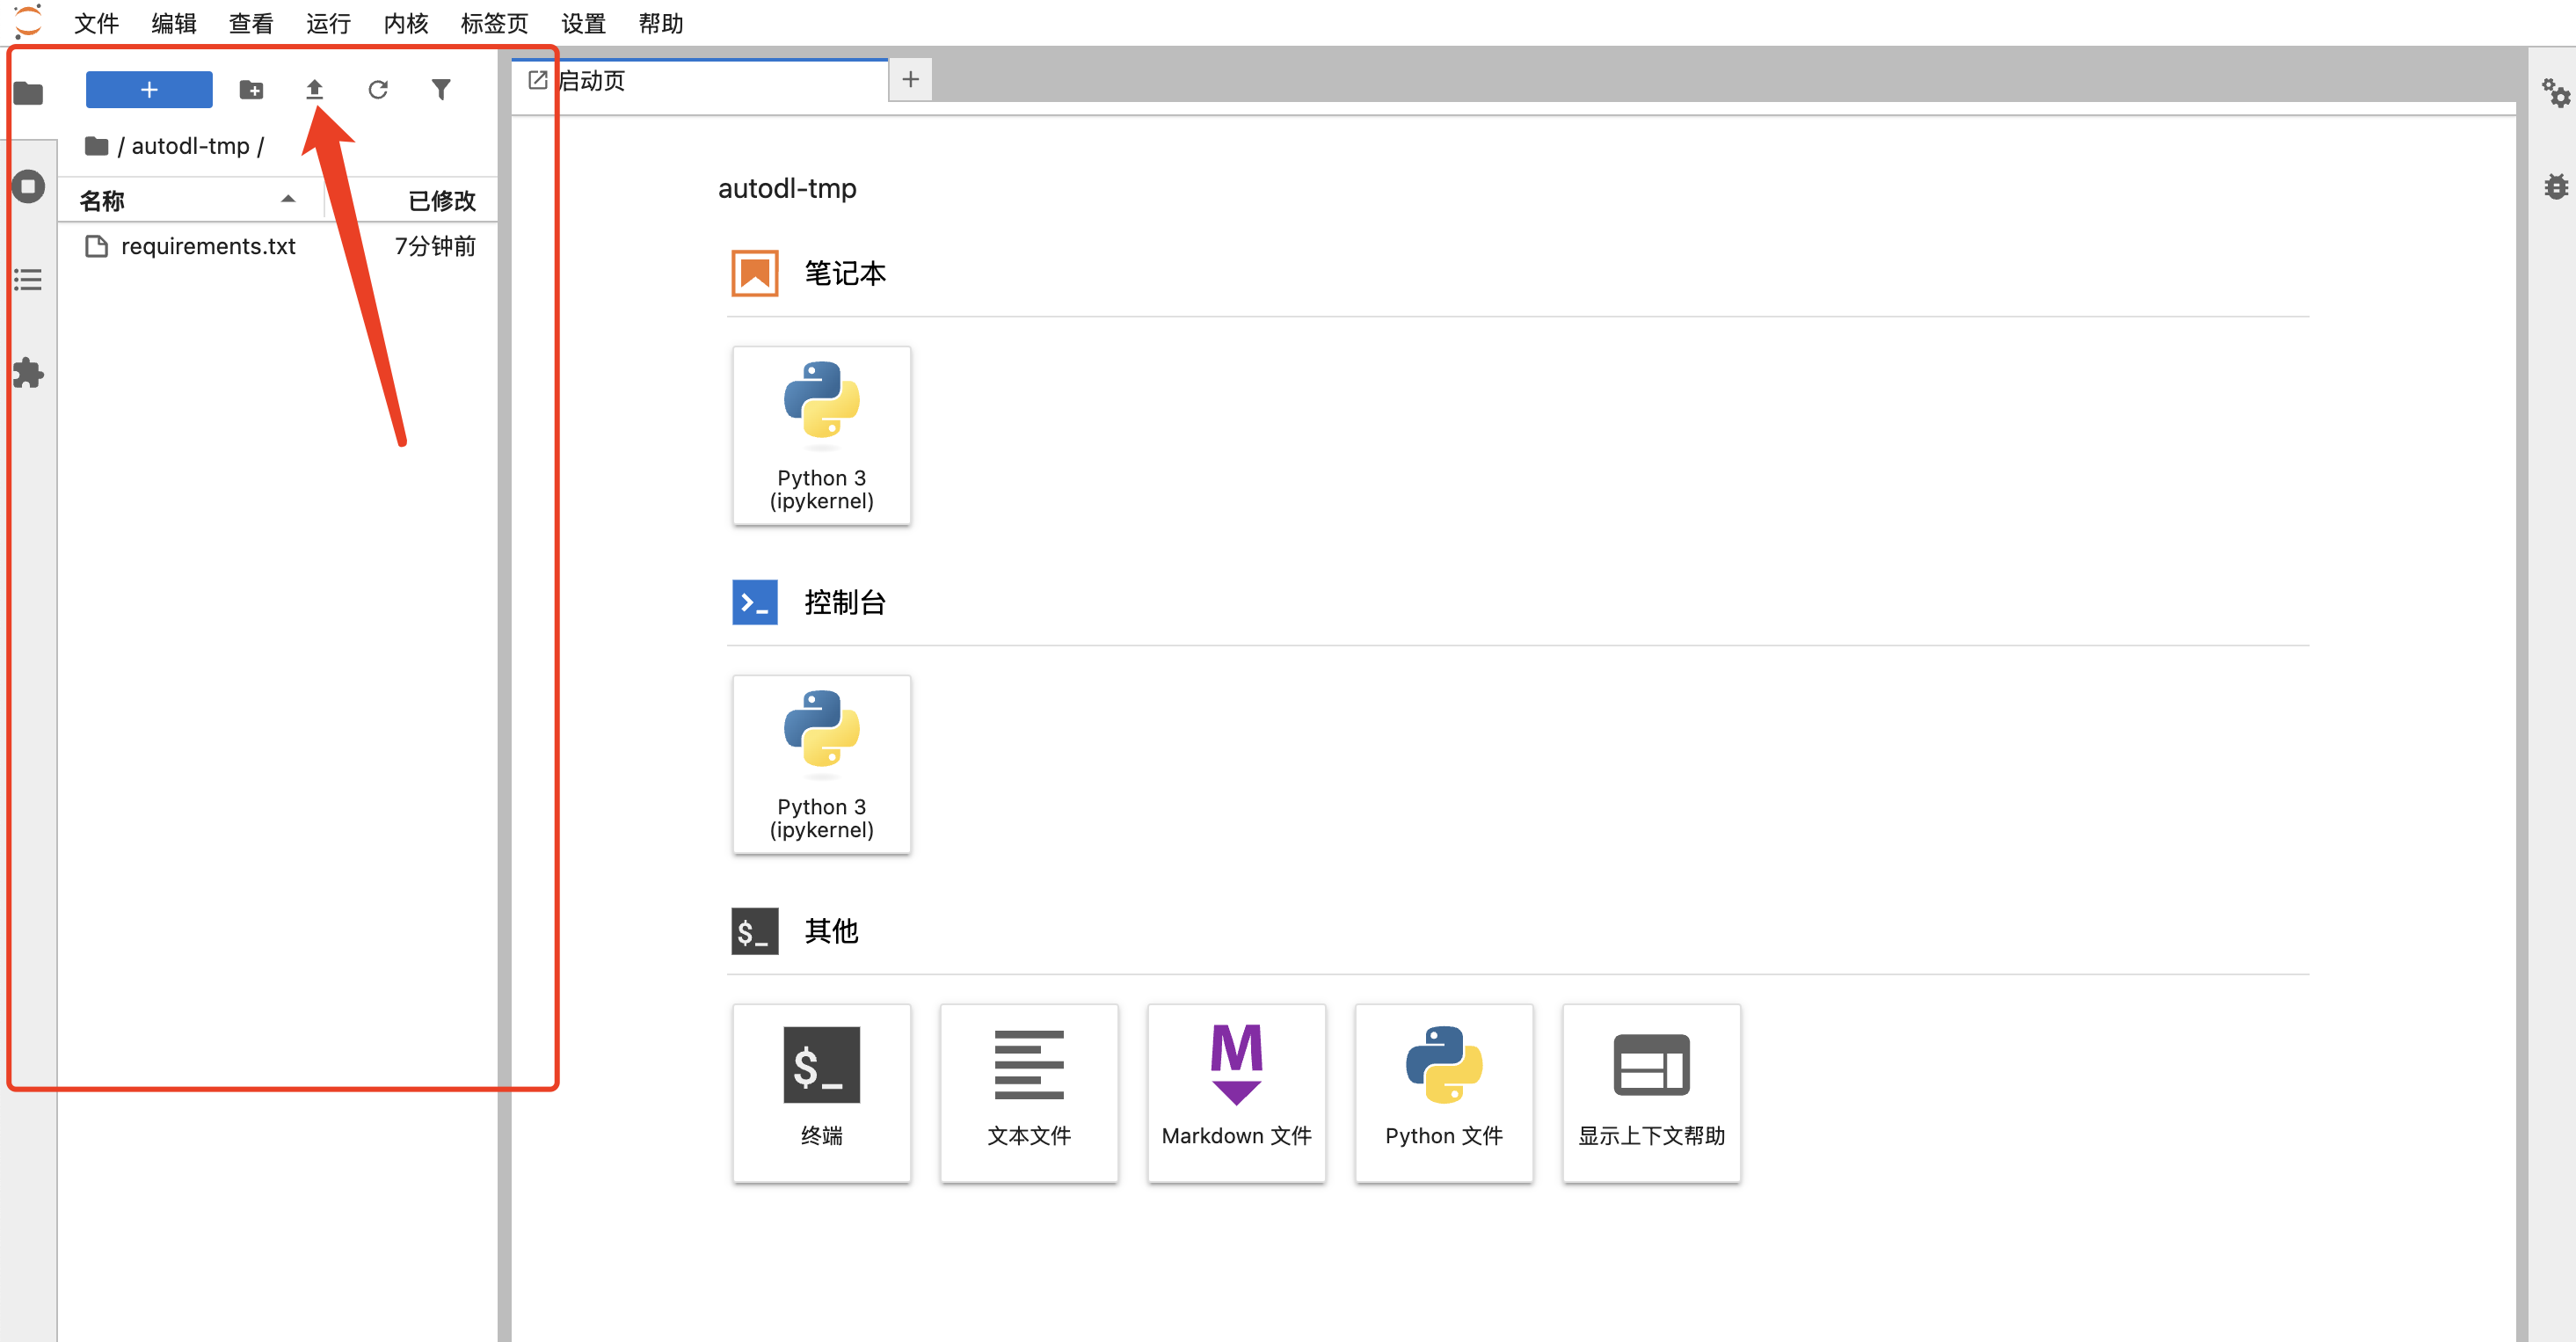 文件 编辑 查看 运行 内核 标签页 设置 帮助
启动页
/ autodl-tmp /
名称 已修改
requirements.txt 7分钟前
autodl-tmp
笔记本
Python 3
(ipykernel)
控制台
Python 3
(ipykernel)
$_ 其他
$_
终端 文本文件 Markdown 文件 Python 文件 显示上下文帮助